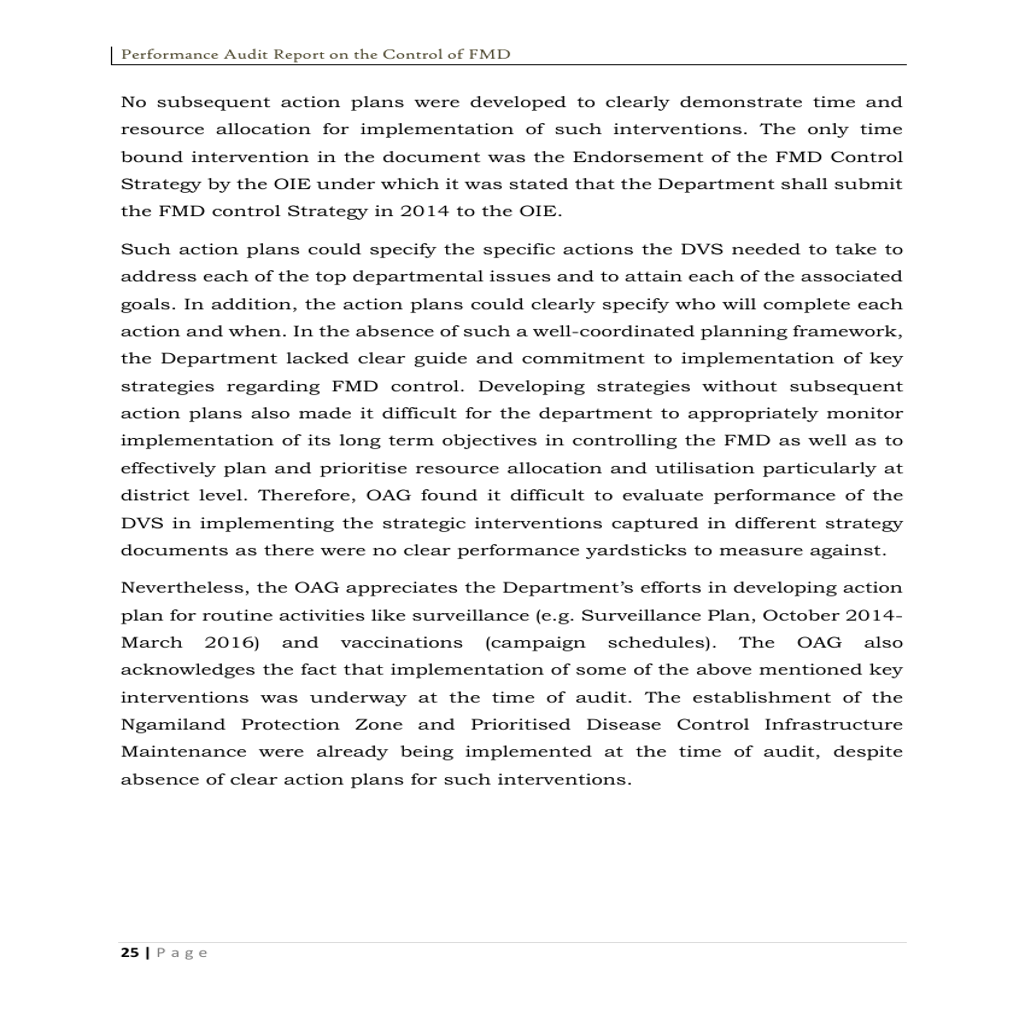 Performance Audit Report on the Control of FMD
No subsequent action plans were developed to clearly demonstrate time and
resource allocation for implementation of such interventions. The only time
bound intervention in the document was the Endorsement of the FMD Control
Strategy by the OIE under which it was stated that the Department shall submit
the FMD control Strategy in 2014 to the OIE.
Such action plans could specify the specific actions the DVS needed to take to
address each of the top departmental issues and to attain each of the associated
goals. In addition, the action plans could clearly specify who will complete each
action and when. In the absence of such a well-coordinated planning framework,
the Department lacked clear guide and commitment to implementation of key
strategies regarding FMD control. Developing strategies without subsequent
action plans also made it difficult for the department to appropriately monitor
implementation of its long term objectives in controlling the FMD as well as to
effectively plan and prioritise resource allocation and utilisation particularly at
district level. Therefore, OAG found it difficult to evaluate performance of the
DVS in implementing the strategic interventions captured in different strategy
documents as there were no clear performance yardsticks to measure against.
Nevertheless, the OAG appreciates the Department’s efforts in developing action
plan for routine activities like surveillance (e.g. Surveillance Plan, October 2014-
March 2016) and vaccinations (campaign schedules). The OAG also
acknowledges the fact that implementation of some of the above mentioned key
interventions was underway at the time of audit. The establishment of the
Ngamiland Protection Zone and Prioritised Disease Control Infrastructure
Maintenance were already being implemented at the time of audit, despite
absence of clear action plans for such interventions.
25 | Page